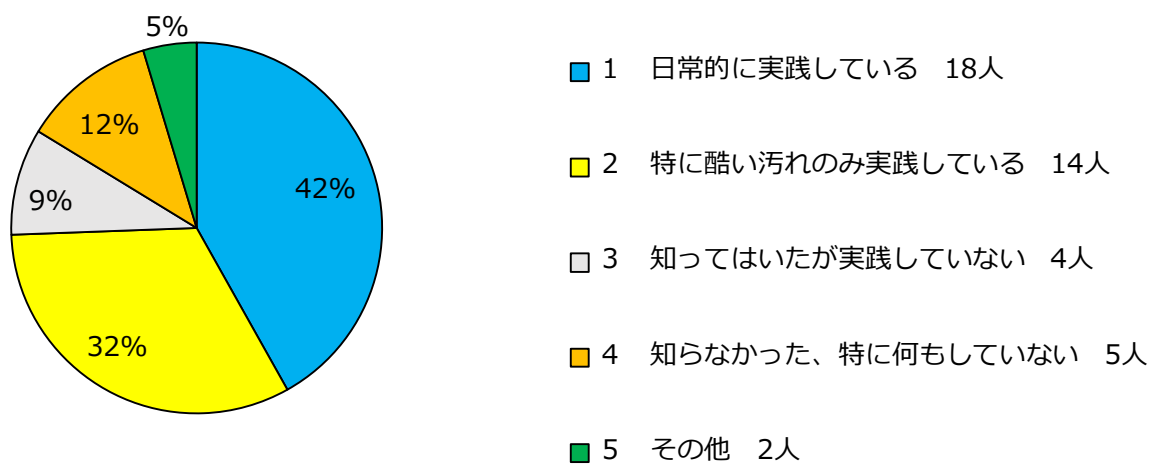 5%
12%
42%
9%
32%
1 日常的に実践している 18人
2 特に酷い汚れのみ実践している 14人
3 知ってはいたが実践していない 4人
4 知らなかった、特に何もしていない 5人
5 その他 2人